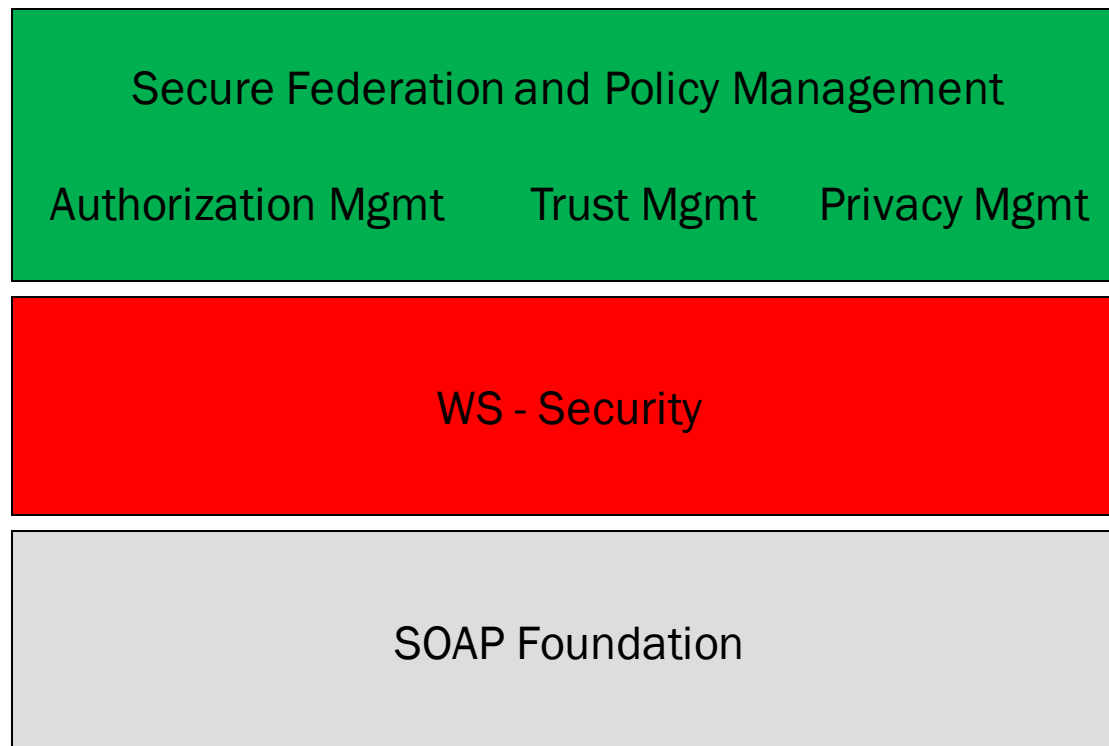 Secure Federation and Policy Management
Authorization Mgmt Trust Mgmt Privacy Mgmt
WS - Security
SOAP Foundation